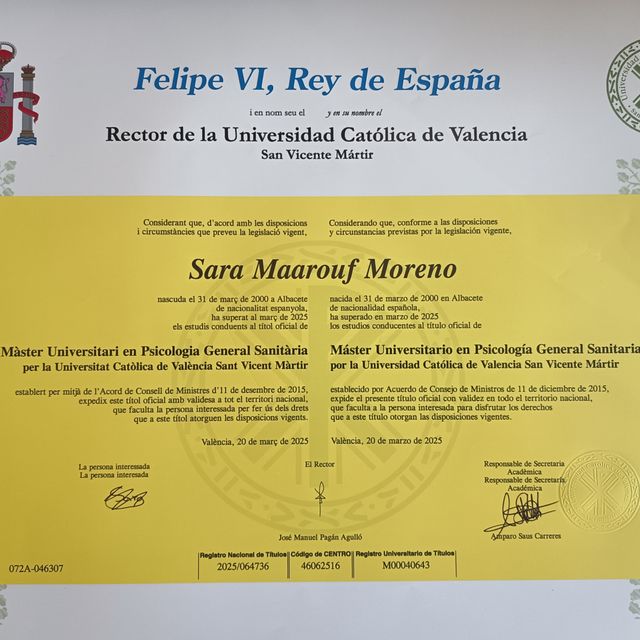 Felipe VI, Rey de España
i en nom seu el y en su nombre el
Rector de la Universidad Católica de Valencia
San Vicente Mártir
Considerant que, d'acord amb les disposicions
i circumstàncies que preveu la legislació vigent,
Considerando que, conforme a las disposiciones
y circunstancias previstas por la legislación vigente,
Sara Maarouf Moreno
nascuda el 31 de març de 2000 a Albacete
de nacionalitat espanyola,
ha superat al març de 2025
els estudis conduents al títol oficial de
nacida el 31 de marzo de 2000 en Albacete
de nacionalidad española,
ha superado en marzo de 2025
los estudios conducentes al título oficial de
Màster Universitari en Psicologia General Sanitària
per la Universitat Catòlica de València Sant Vicent Màrtir
Máster Universitario en Psicología General Sanitaria
por la Universidad Católica de Valencia San Vicente Mártir
establert per mitjà de l'Acord de Consell de Ministres d'11 de desembre de 2015,
expedix este títol oficial amb validesa a tot el territori nacional,
que faculta la persona interessada per fer ús dels drets
que a este títol atorguen les disposicions vigents.
establecido por Acuerdo de Consejo de Ministros de 11 de diciembre de 2015,
expide el presente título oficial con validez en todo el territorio nacional,
que faculta a la persona interesada para disfrutar los derechos
que a este título otorgan las disposiciones vigentes.
València, 20 de març de 2025
València, 20 de marzo de 2025
La persona interessada
La persona interesada
El Rector
Responsable de Secretaria
Acadèmica
Responsable de Secretaría
Académica
José Manuel Pagán Agulló
Amparo Saus Carreres
Registro Nacional de Títulos Código de CENTRO Registro Universitario de Títulos
072A-046307 2025/064736 46062516 M00040643